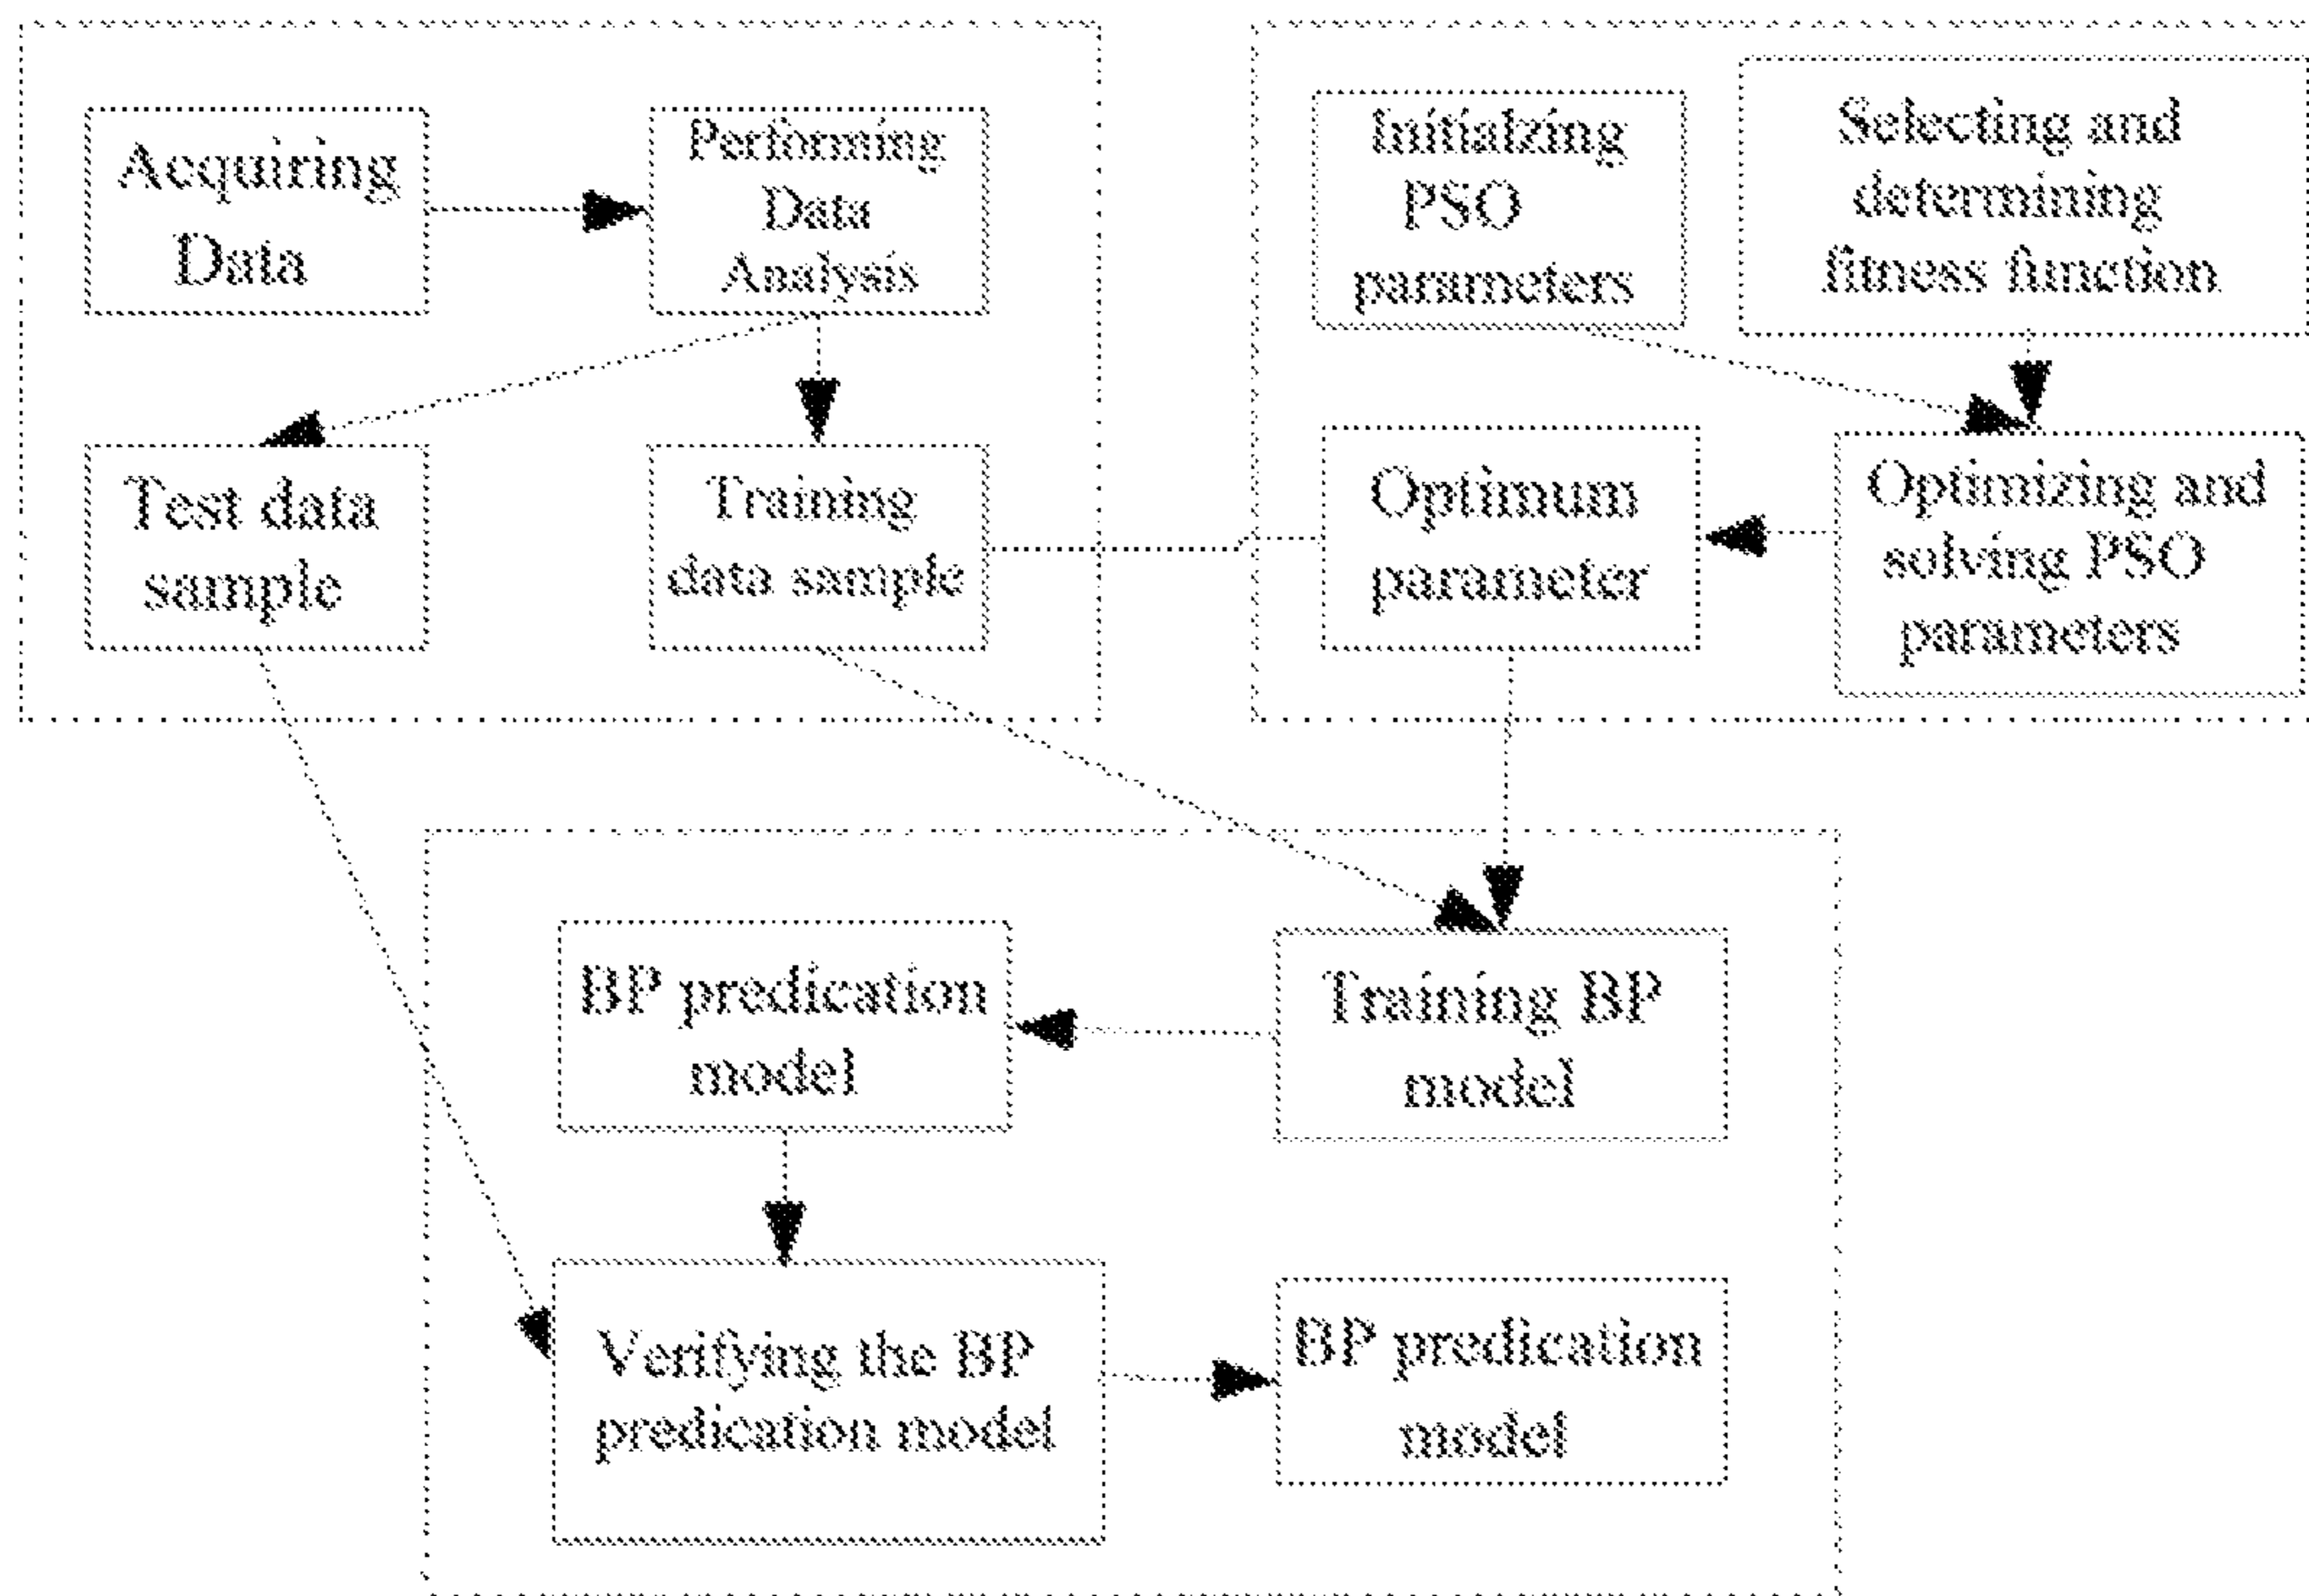 Acquiring
Data
Performing
Data
Analysis
Test data
sample
Training
data sample
Initialzing
PSO
parameters
Selecting and
determining
fitness function
Optimum
parameter
Optimizing and
solving PSO
parameters
BP predication
model
Training BP
model
Verifying the BP
predication model
BP predication
model